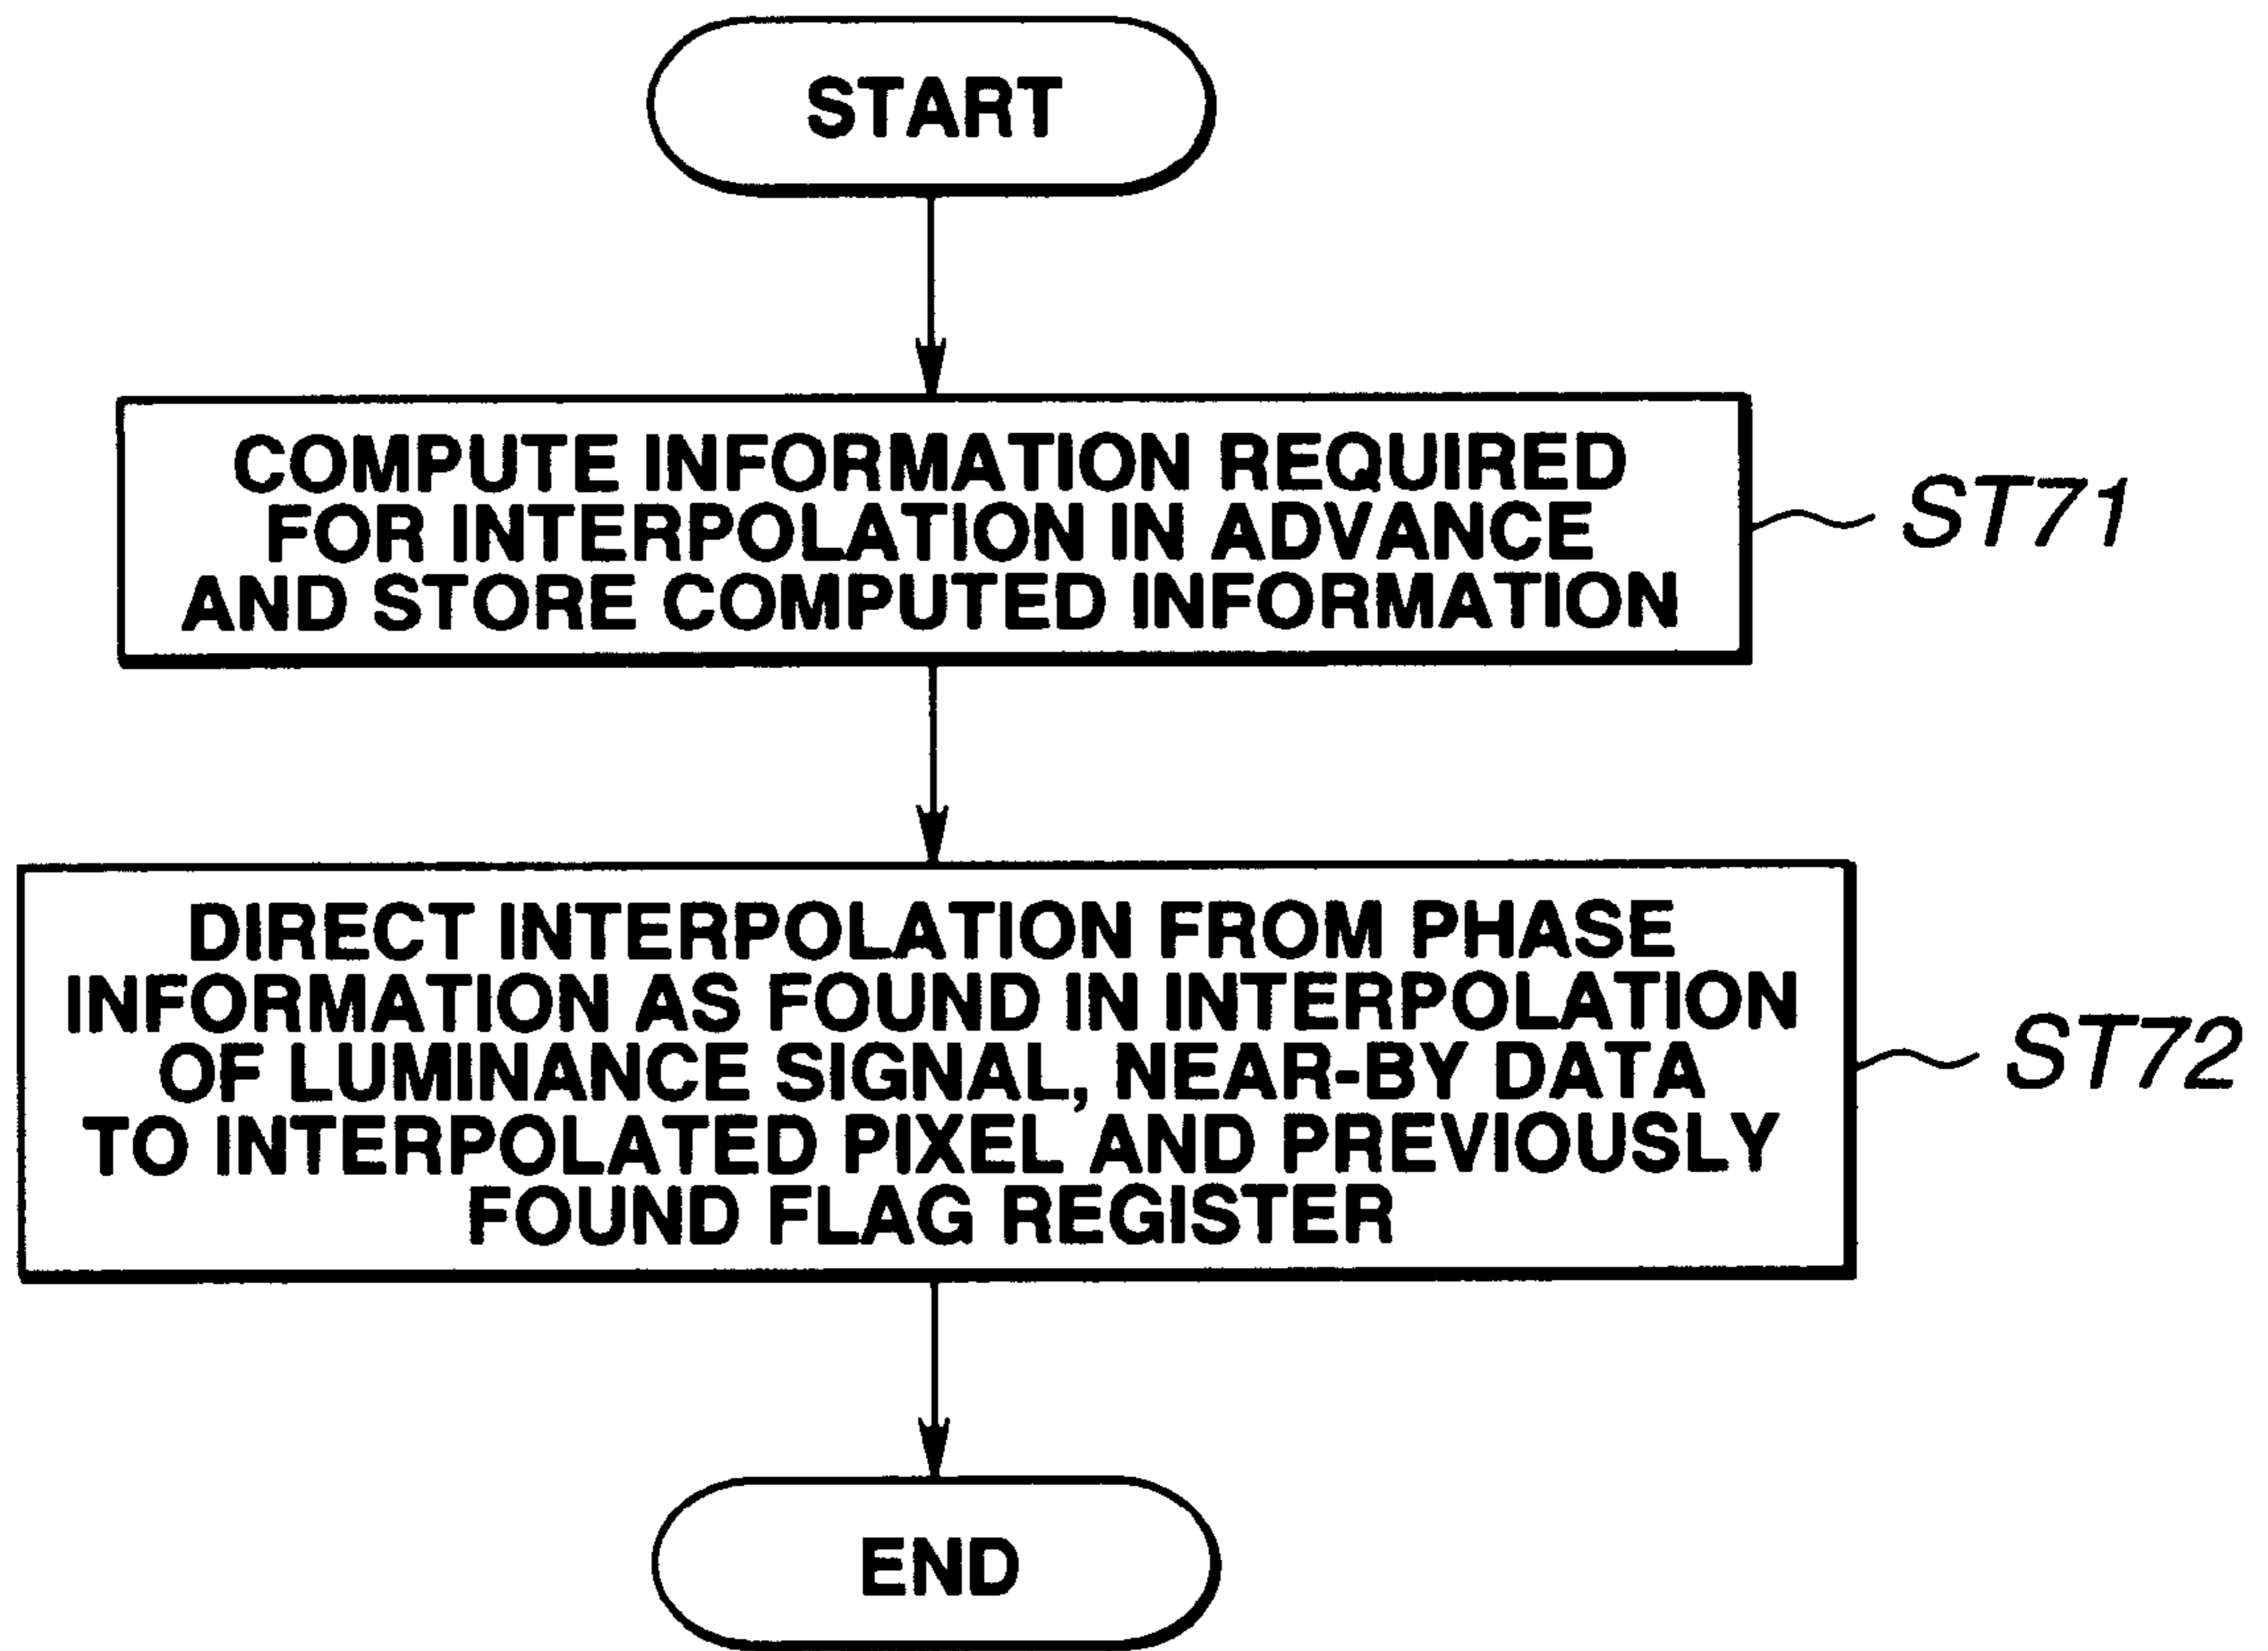 START
COMPUTE INFORMATION REQUIRED
FOR INTERPOLATION IN ADVANCE
AND STORE COMPUTED INFORMATION
ST71
DIRECT INTERPOLATION FROM PHASE
INFORMATION AS FOUND IN INTERPOLATION
OF LUMINANCE SIGNAL, NEAR-BY DATA
TO INTERPOLATED PIXEL, AND PREVIOUSLY
FOUND FLAG REGISTER
ST72
END